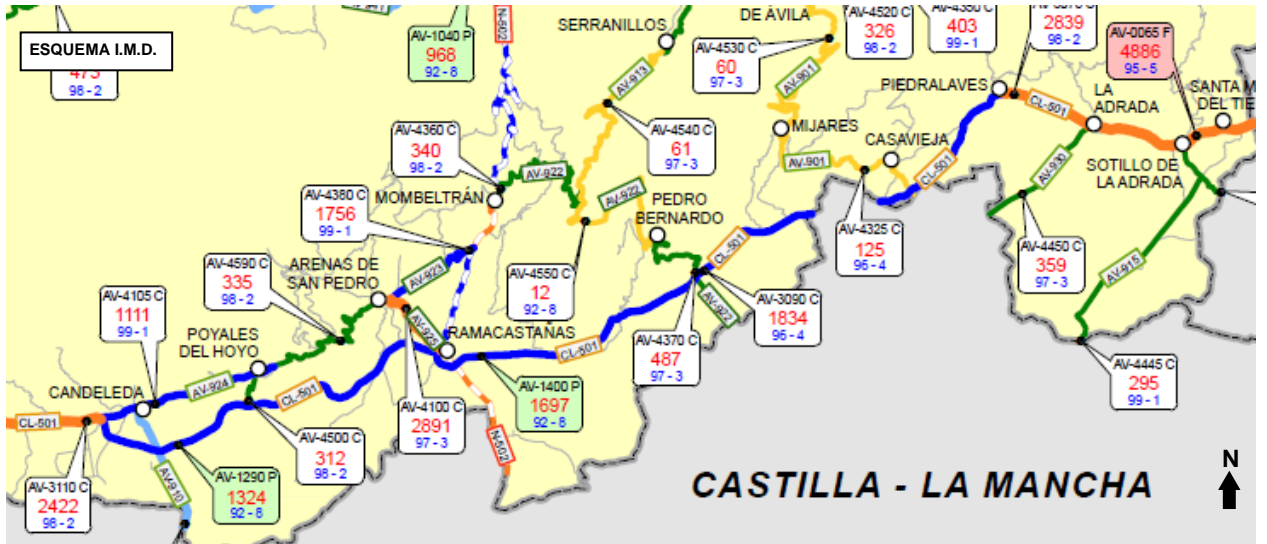 ESQUEMA I.M.D.
473
98 - 2
AV-941
N-502
AV-1040 P
968
92 - 8
SERRANILLOS
AV-913
DE ÁVILA
AV-4530 C
60
97 - 3
AV-901
AV-4520 C
326
98 - 2
AV-4350 C
403
99 - 1
2839
98 - 2
AV-0065 F
4886
95 - 5
PIEDRALAVES
LA
ADRADA
SANTA M
DEL TIE
CL-501
SOTILLO DE
LA ADRADA
MIJARES
CASAVIEJA
AV-901
CL-501
AV-930
AV-4360 C
340
98 - 2
AV-922
AV-4540 C
61
97 - 3
AV-4380 C
1756
99 - 1
MOMBELTRÁN
AV-922
PEDRO
BERNARDO
CL-501
AV-4325 C
125
96 - 4
AV-4450 C
359
97 - 3
AV-915
AV-4590 C
335
98 - 2
ARENAS DE
SAN PEDRO
AV-923
AV-4550 C
12
92 - 8
AV-922
AV-3090 C
1834
96 - 4
AV-4105 C
1111
99 - 1
POYALES
DEL HOYO
AV-925
RAMACASTAÑAS
CL-501
AV-4370 C
487
97 - 3
AV-4445 C
295
99 - 1
CANDELEDA
AV-924
CL-501
CL-501
AV-4100 C
2891
97 - 3
AV-1400 P
1697
92 - 8
N-502
AV-4500 C
312
98 - 2
AV-3110 C
2422
98 - 2
AV-910
AV-1290 P
1324
92 - 8
CASTILLA - LA MANCHA
N